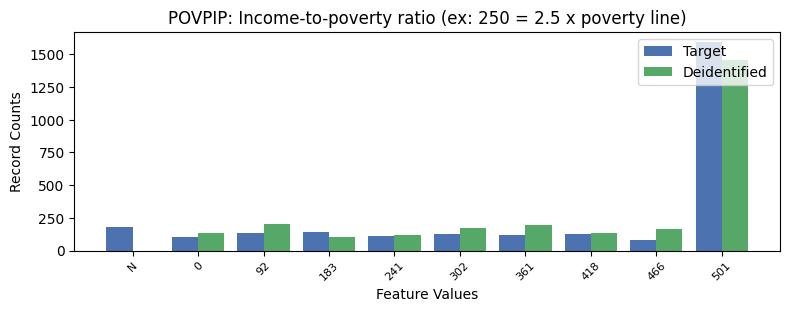 POVPIP: Income-to-poverty ratio (ex: 250 = 2.5 x poverty line)
Target
Deidentified
Record Counts
1500
1250
1000
750
500
250
0
N
0
92
183
241
302
361
418
466
501
Feature Values